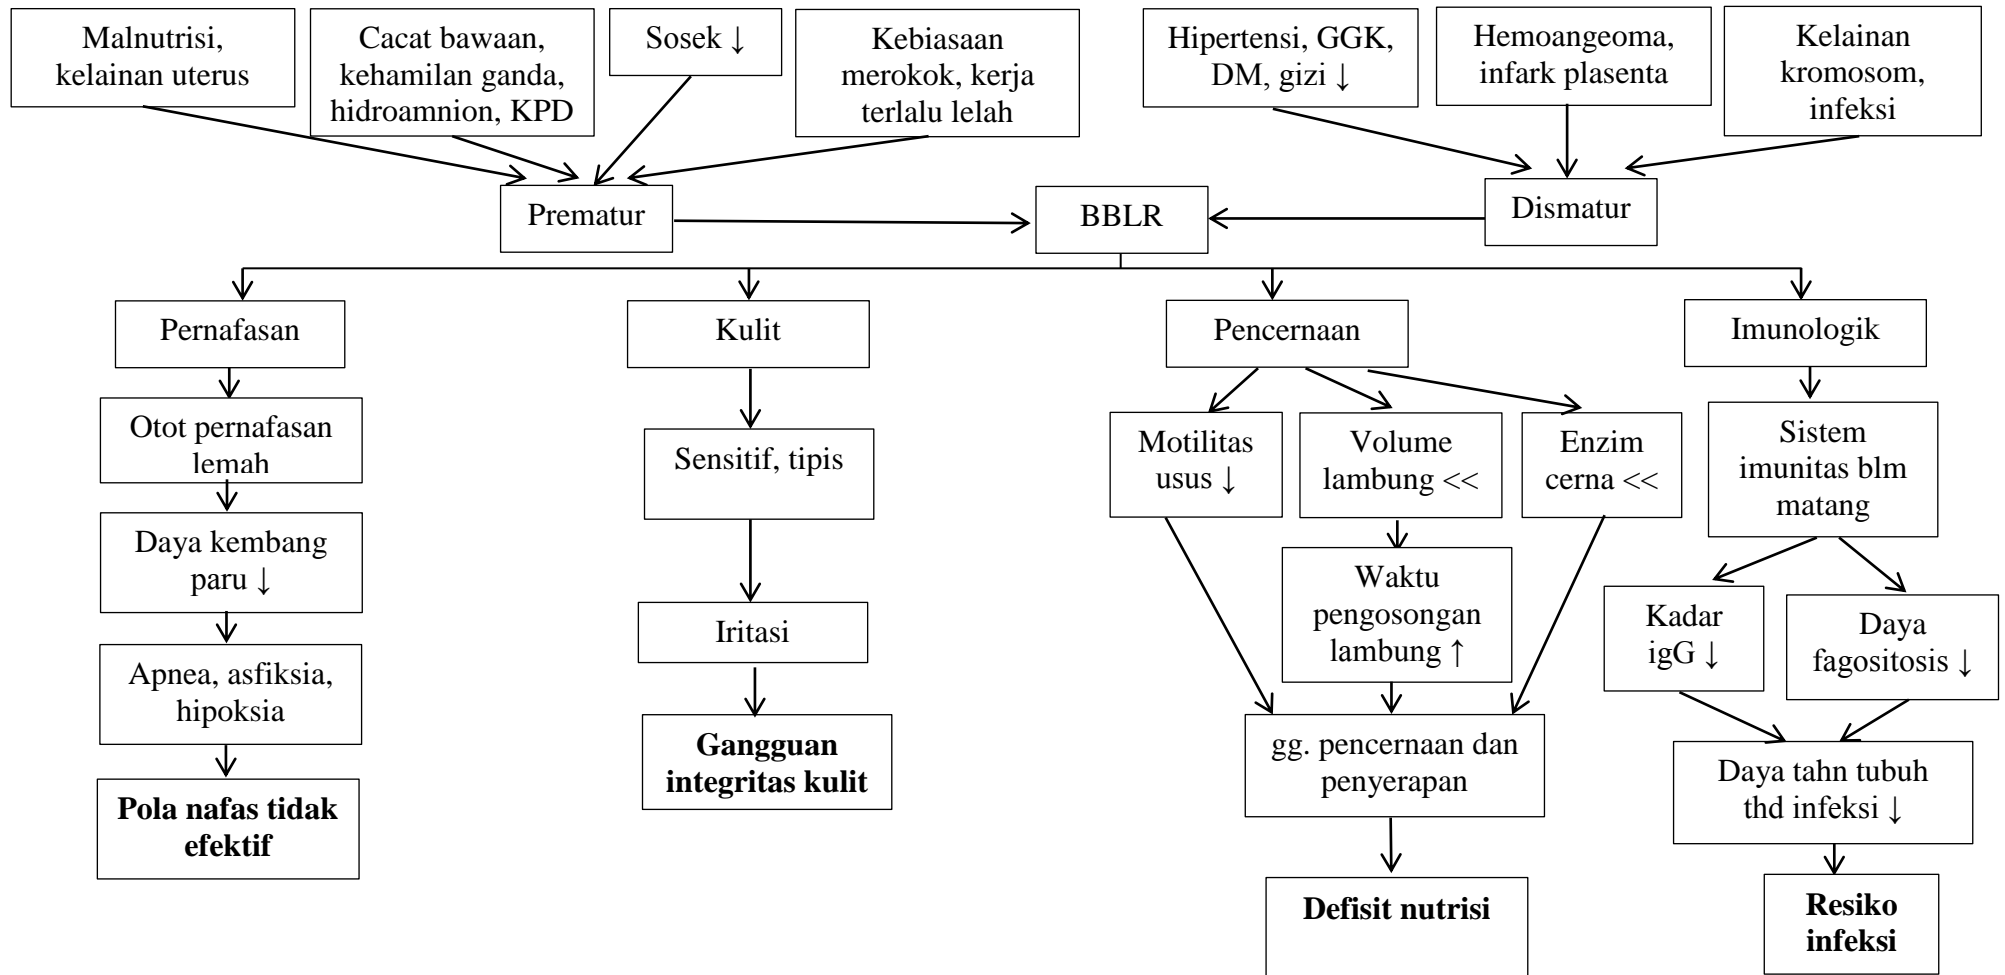 Malnutrisi,
kelainan uterus
Cacat bawaan,
kehamilan ganda,
hidroamnion, KPD
Sosek ↓
Kebiasaan
merokok, kerja
terlalu lelah
Hipertensi, GGK,
DM, gizi ↓
Hemoangeoma,
infark plasenta
Kelainan
kromosom,
infeksi
Prematur
BBLR
Dismatur
Pernafasan
Kulit
Pencernaan
Imunologik
Otot pernafasan
lemah
Daya kembang
paru ↓
Apnea, asfiksia,
hipoksia
Pola nafas tidak
efektif
Sensitif, tipis
Iritasi
Gangguan
integritas kulit
Motilitas
usus ↓
Volume
lambung <<
Enzim
cerna <<
Waktu
pengosongan
lambung ↑
gg. pencernaan dan
penyerapan
Defisit nutrisi
Sistem
imunitas blm
matang
Kadar
igG ↓
Daya
fagositosis ↓
Daya tahn tubuh
thd infeksi ↓
Resiko
infeksi